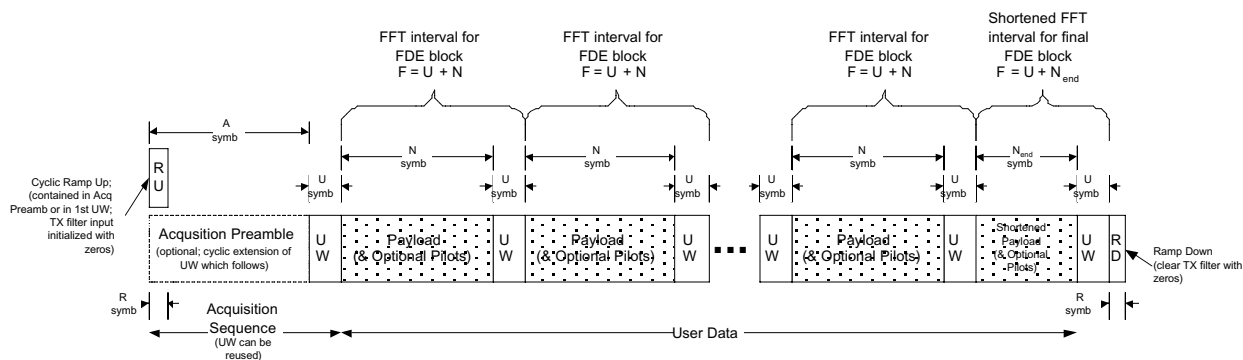 FFT interval for
FDE block
F = U + N
FFT interval for
FDE block
F = U + N
FFT interval for
FDE block
F = U + N
Shortened FFT
interval for final
FDE block
F = U + Nend
A
symb
N
symb
N
symb
N
symb
Nend
symb
Cyclic Ramp Up;
(contained in Acq
Preamb or in 1st UW;
TX filter input
initialized with
zeros)
R
U
U
symb
U
symb
U
symb
U
symb
U
symb
U
symb
Acqusition Preamble
(optional; cyclic extension of
UW which follows)
U
W
Payload
(& Optional Pilots)
U
W
Payload
(& Optional Pilots)
U
W
U
W
Payload
(& Optional Pilots)
U
W
Shortened
Payload
(& Optional
Pilots)
U
W
R
D
Ramp Down
(clear TX filter with
zeros)
R
symb
Acquisition
Sequence
(UW can be
reused)
User Data
R
symb